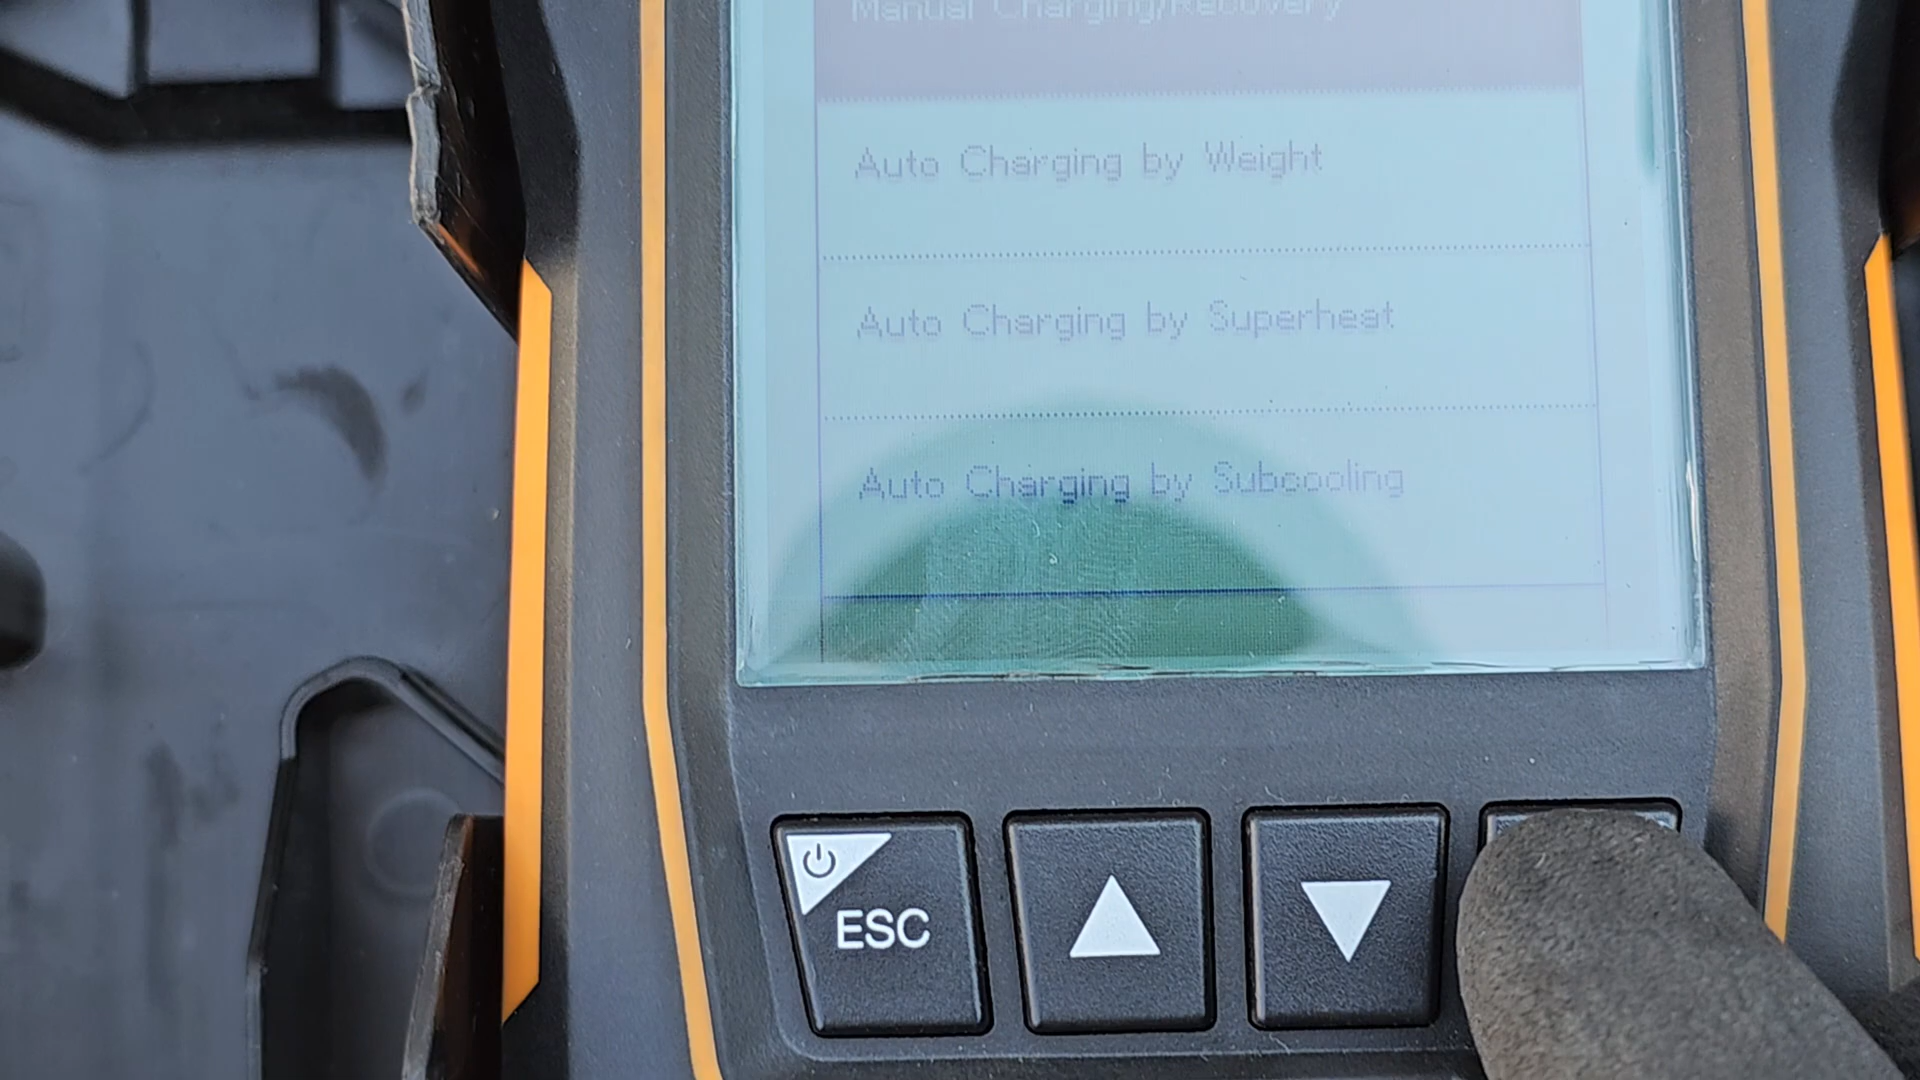 Manual Charging/Recovery
Auto Charging by Weight
Auto Charging by Superheat
Auto Charging by Subcooling
ESC